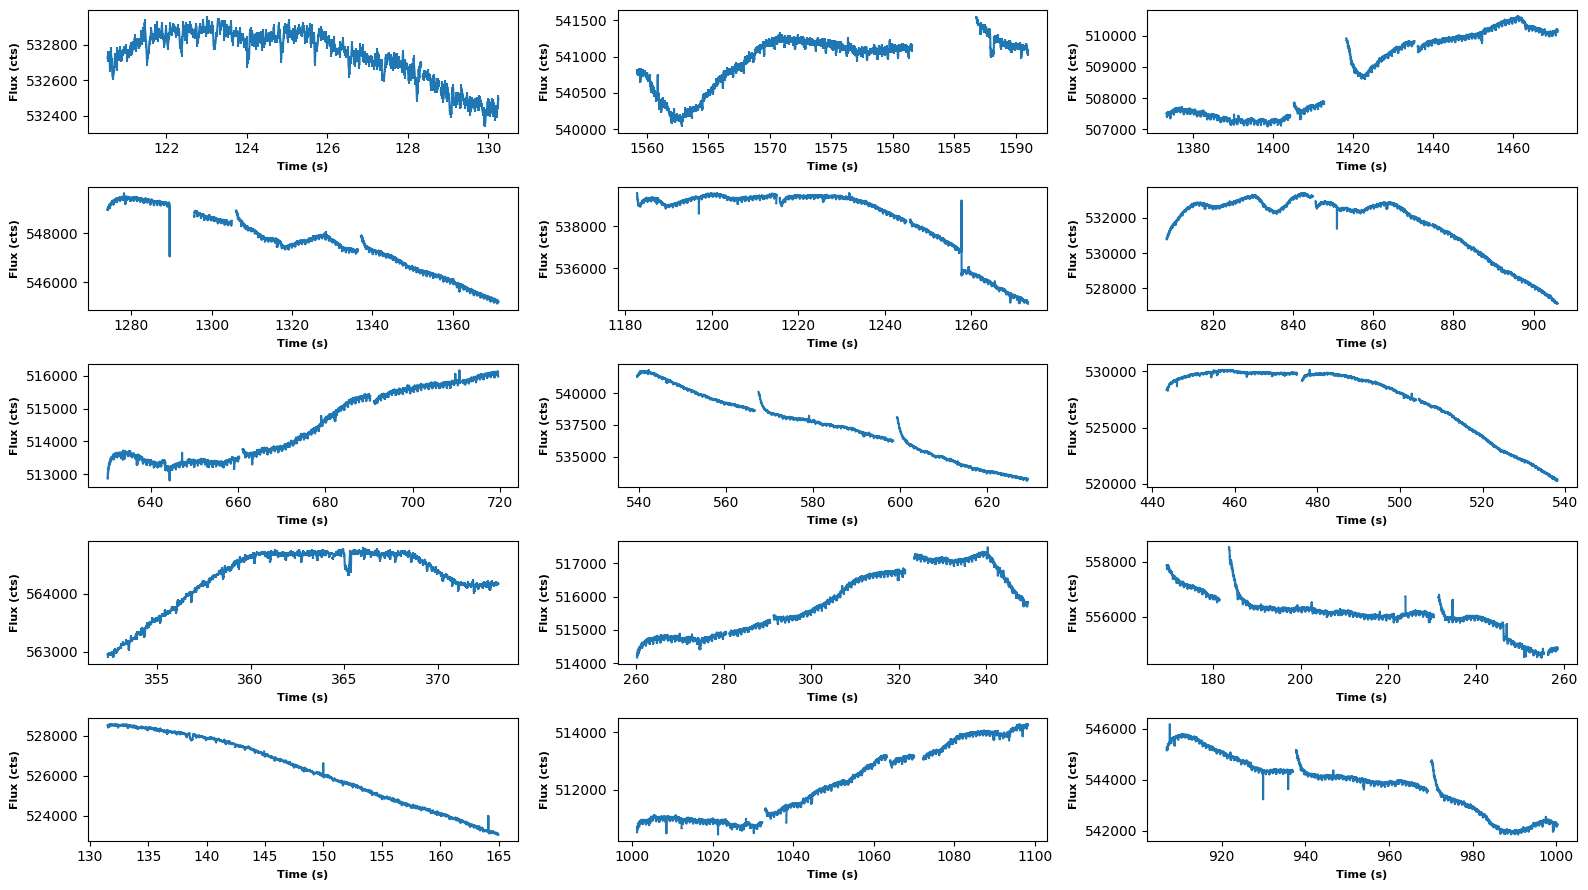 Flux (cts) 532800 532600 532400
122 124 126 128 130
Time (s)
Flux (cts) 541500 541000 540500 540000
1560 1565 1570 1575 1580 1585 1590
Time (s)
Flux (cts) 510000 509000 508000 507000
1380 1400 1420 1440 1460
Time (s)
Flux (cts) 548000 546000
1280 1300 1320 1340 1360
Time (s)
Flux (cts) 538000 536000
1180 1200 1220 1240 1260
Time (s)
Flux (cts) 532000 530000 528000
820 840 860 880 900
Time (s)
Flux (cts) 516000 515000 514000 513000
640 660 680 700 720
Time (s)
Flux (cts) 540000 537500 535000
540 560 580 600 620
Time (s)
Flux (cts) 530000 525000 520000
440 460 480 500 520 540
Time (s)
Flux (cts) 564000 563000
355 360 365 370
Time (s)
Flux (cts) 517000 516000 515000 514000
260 280 300 320 340
Time (s)
Flux (cts) 558000 556000
180 200 220 240 260
Time (s)
Flux (cts) 528000 526000 524000
130 135 140 145 150 155 160 165
Time (s)
Flux (cts) 514000 512000
1000 1020 1040 1060 1080 1100
Time (s)
Flux (cts) 546000 544000 542000
920 940 960 980 1000
Time (s)